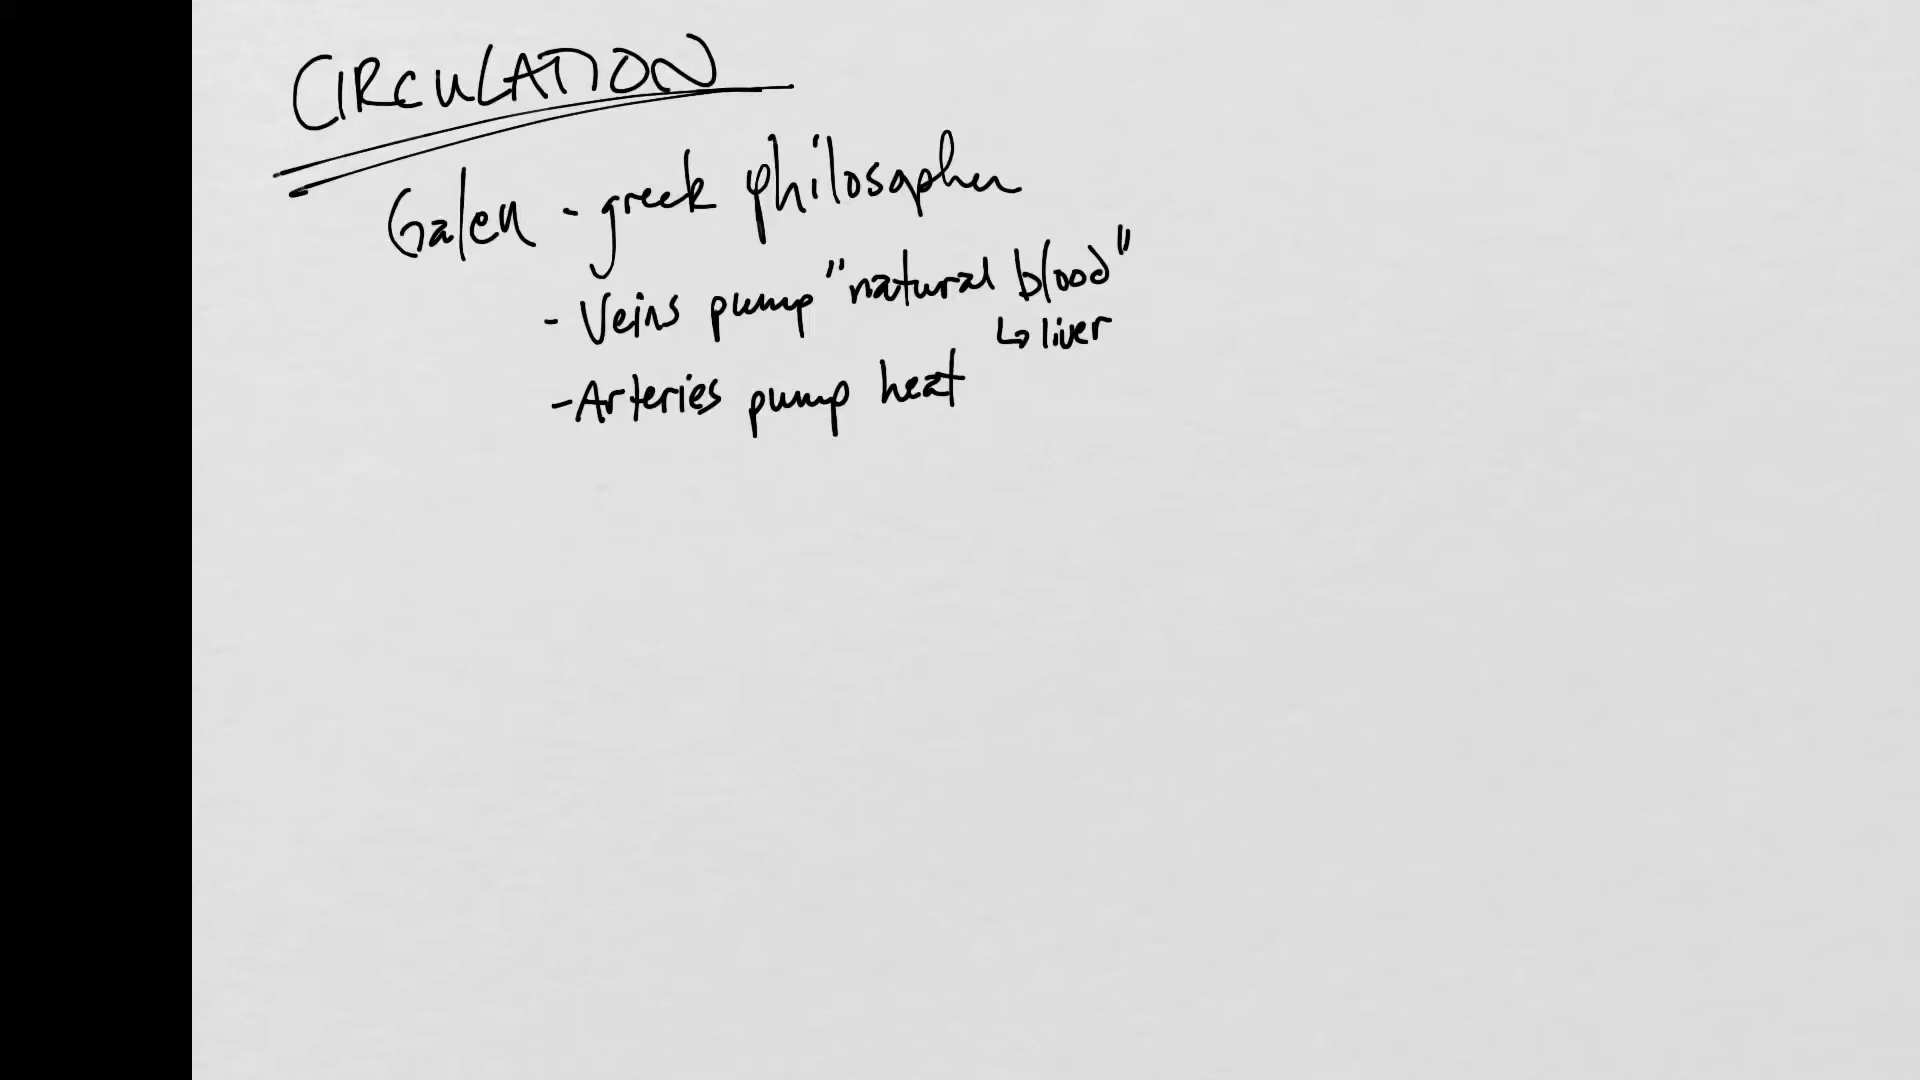 CIRCULATION
Galen - greek philosopher
- Veins pump "natural blood"
↳ liver
- Arteries pump heat